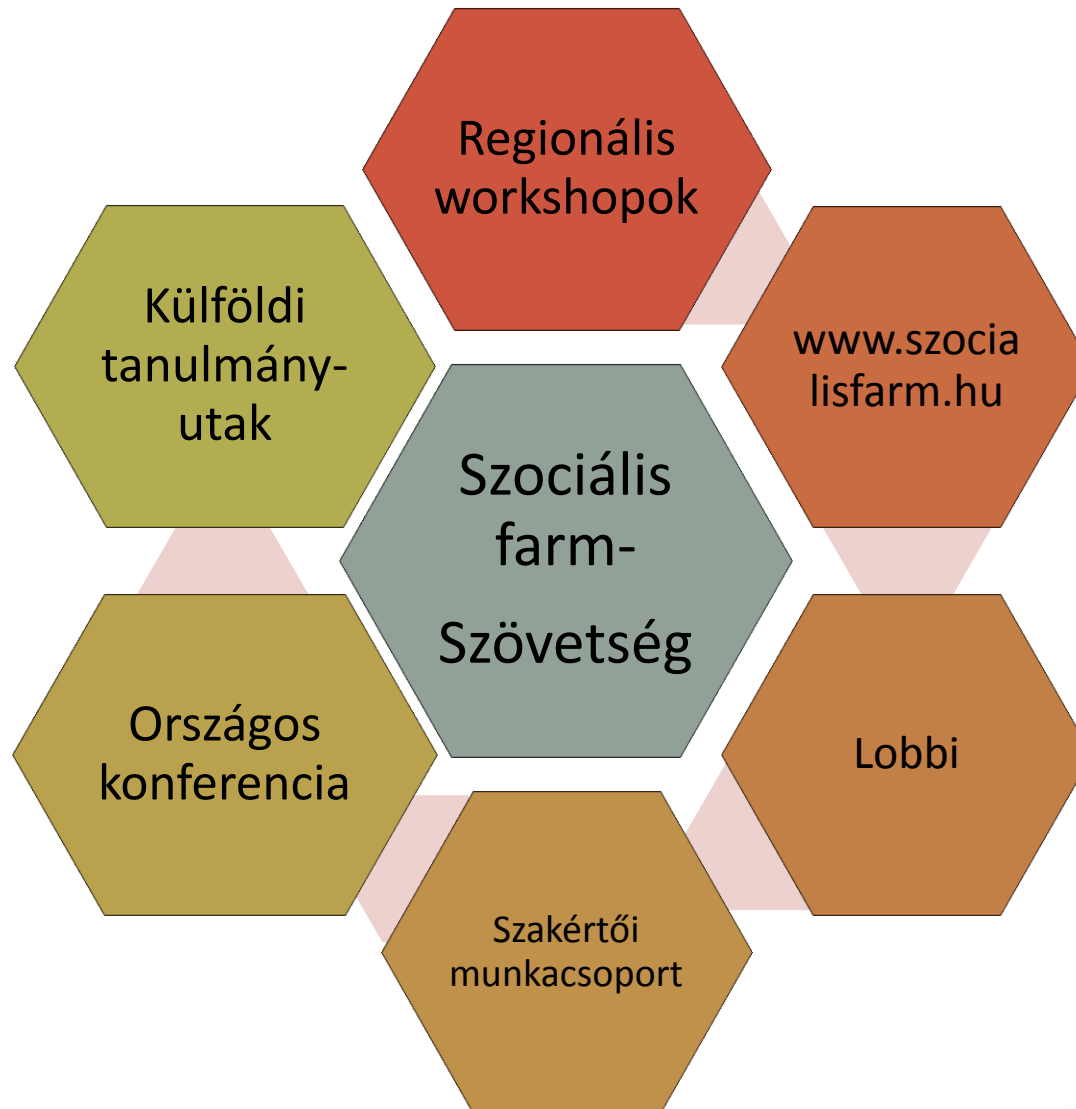 Regionális
workshopok
www.szocia
lisfarm.hu
Lobbi
Szakértői
munkacsoport
Országos
konferencia
Külföldi
tanulmány-
utak
Szociális
farm-
Szövetség